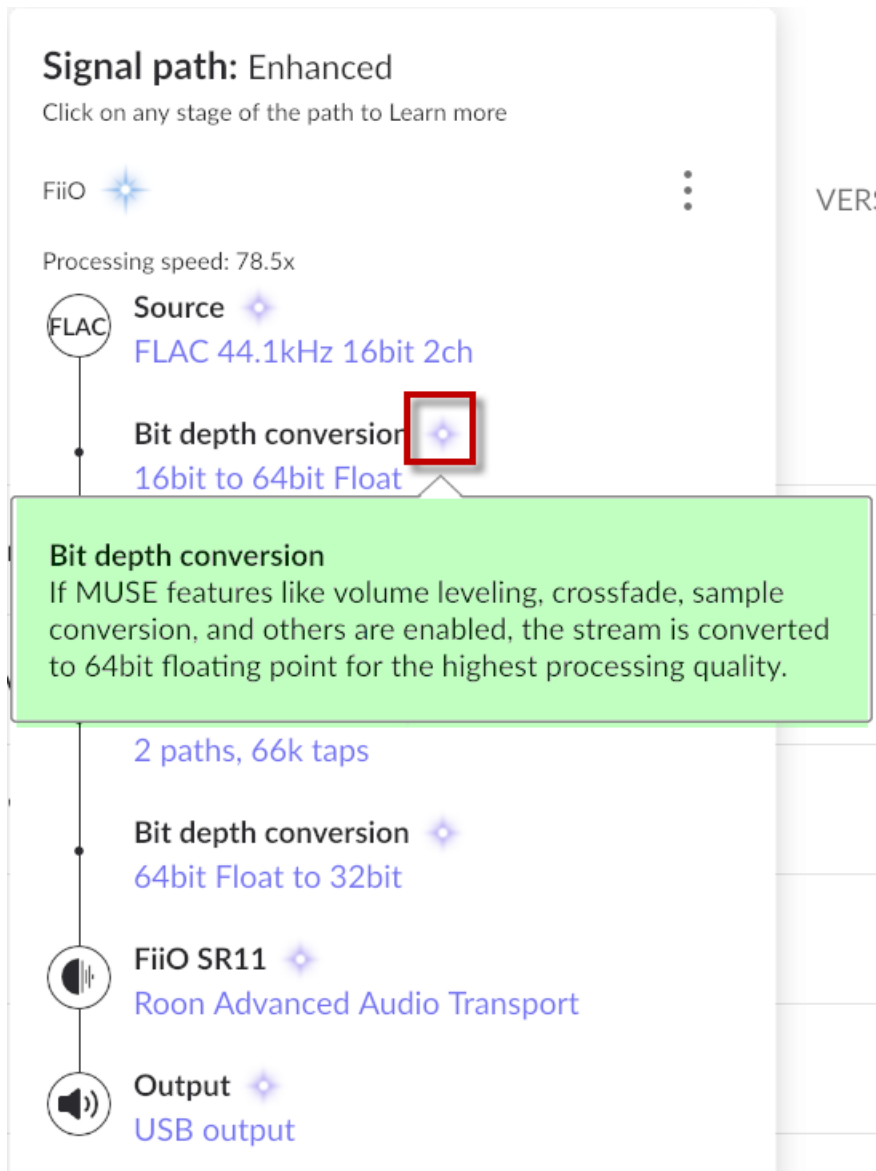 Signal path: Enhanced
Click on any stage of the path to Learn more
FiiO
VERS
Processing speed: 78.5x
Source
FLAC
FLAC 44.1kHz 16bit 2ch
Bit depth conversion
16bit to 64bit Float
Bit depth conversion
If MUSE features like volume leveling, crossfade, sample
conversion, and others are enabled, the stream is converted
to 64bit floating point for the highest processing quality.
2 paths, 66k taps
Bit depth conversion
64bit Float to 32bit
FiiO SR11
Roon Advanced Audio Transport
Output
USB output